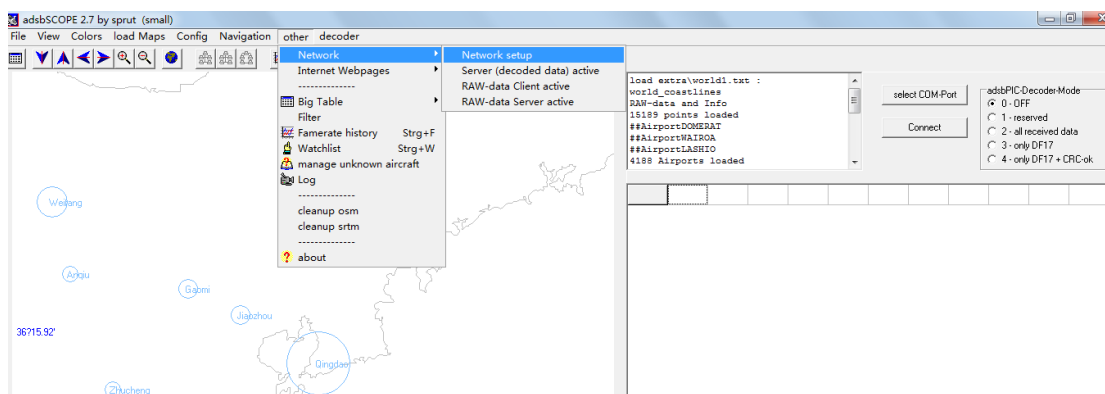 adsbSCOPE 2.7 by sprut (small)
File View Colors load Maps Config Navigation other decoder
Network
Internet Webpages
--------------
Big Table
Filter
Famerate history Strg+F
Watchlist Strg+W
manage unknown aircraft
Log
--------------
cleanup osm
cleanup srtm
--------------
? about
Network setup
Server (decoded data) active
RAW-data Client active
RAW-data Server active
load extra\world1.txt :
world_coastlines
RAW-data and Info
15189 points loaded
##AirportDOMERAT
##AirportWAIROA
##AirportLASHIO
4188 Airports loaded
select COM-Port
Connect
adsbPIC-Decoder-Mode
0 - OFF
1 - reserved
2 - all received data
3 - only DF17
4 - only DF17 + CRC-ok
Weifang
Anqiu
Gaomi
Jiaozhou
36?15.92'
Qingdao
Zhucheng